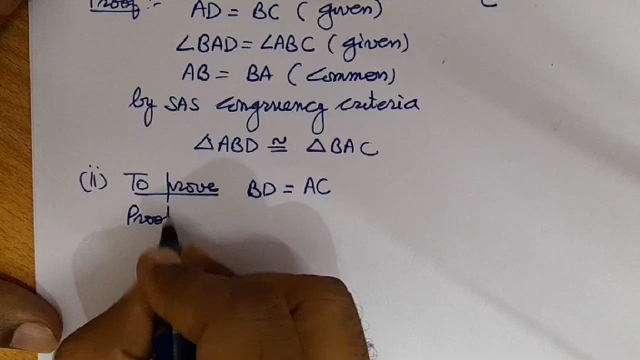 Proof :- AD = BC (given)
∠BAD = ∠ABC (given)
AB = BA (Common)
by SAS Congruency Criteria
△ABD ≅ △BAC
(ii) To prove BD = AC
Proof